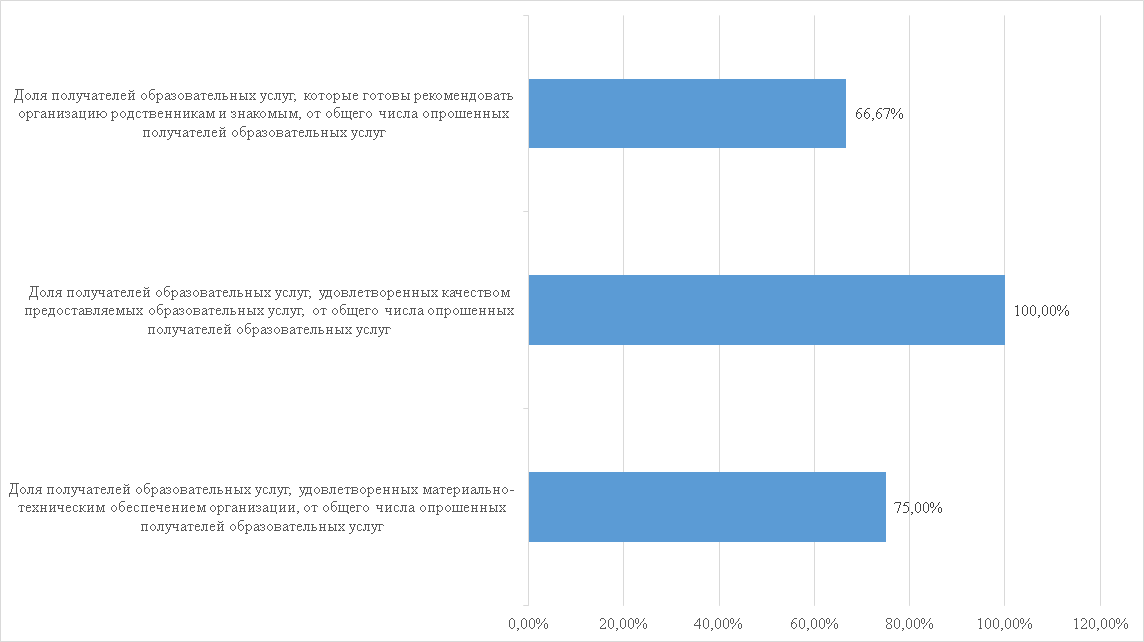 Доля получателей образовательных услуг, которые готовы рекомендовать
организацию родственникам и знакомым, от общего числа опрошенных
получателей образовательных услуг
66,67%
Доля получателей образовательных услуг, удовлетворенных качеством
предоставляемых образовательных услуг, от общего числа опрошенных
получателей образовательных услуг
100,00%
Доля получателей образовательных услуг, удовлетворенных материально-
техническим обеспечением организации, от общего числа опрошенных
получателей образовательных услуг
75,00%
0,00% 20,00% 40,00% 60,00% 80,00% 100,00% 120,00%